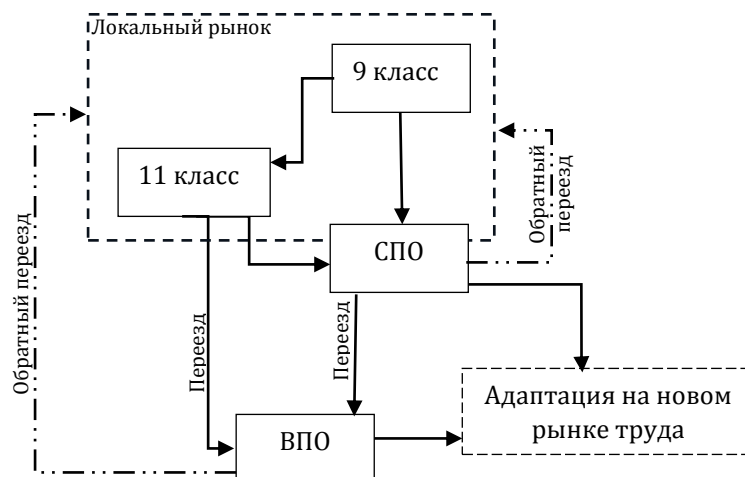 Локальный рынок
9 класс
11 класс
СПО
Обратный
переезд
Обратный переезд
Переезд
Переезд
Адаптация на новом
рынке труда
ВПО